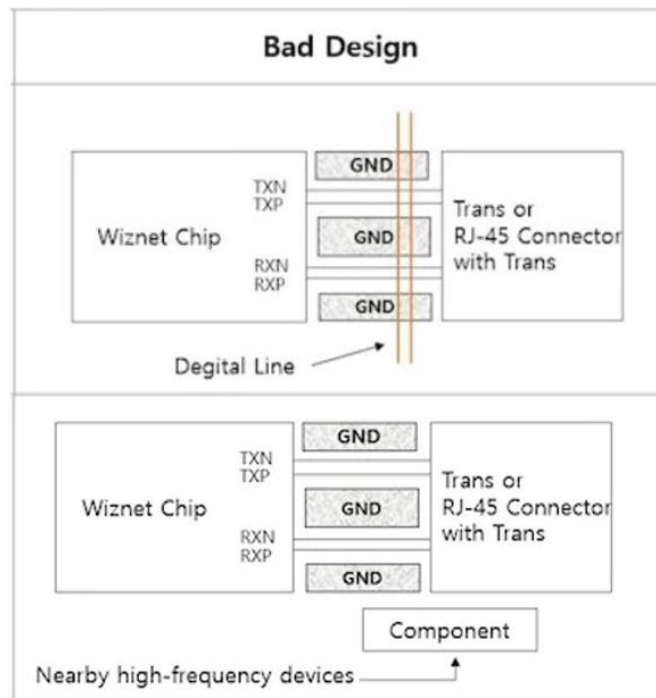 Bad Design
GND
TXN
TXP
Wiznet Chip
GND
Trans or
RJ-45 Connector
with Trans
RXN
RXP
GND
Degital Line
GND
TXN
TXP
Wiznet Chip
GND
Trans or
RJ-45 Connector
with Trans
RXN
RXP
GND
Component
Nearby high-frequency devices